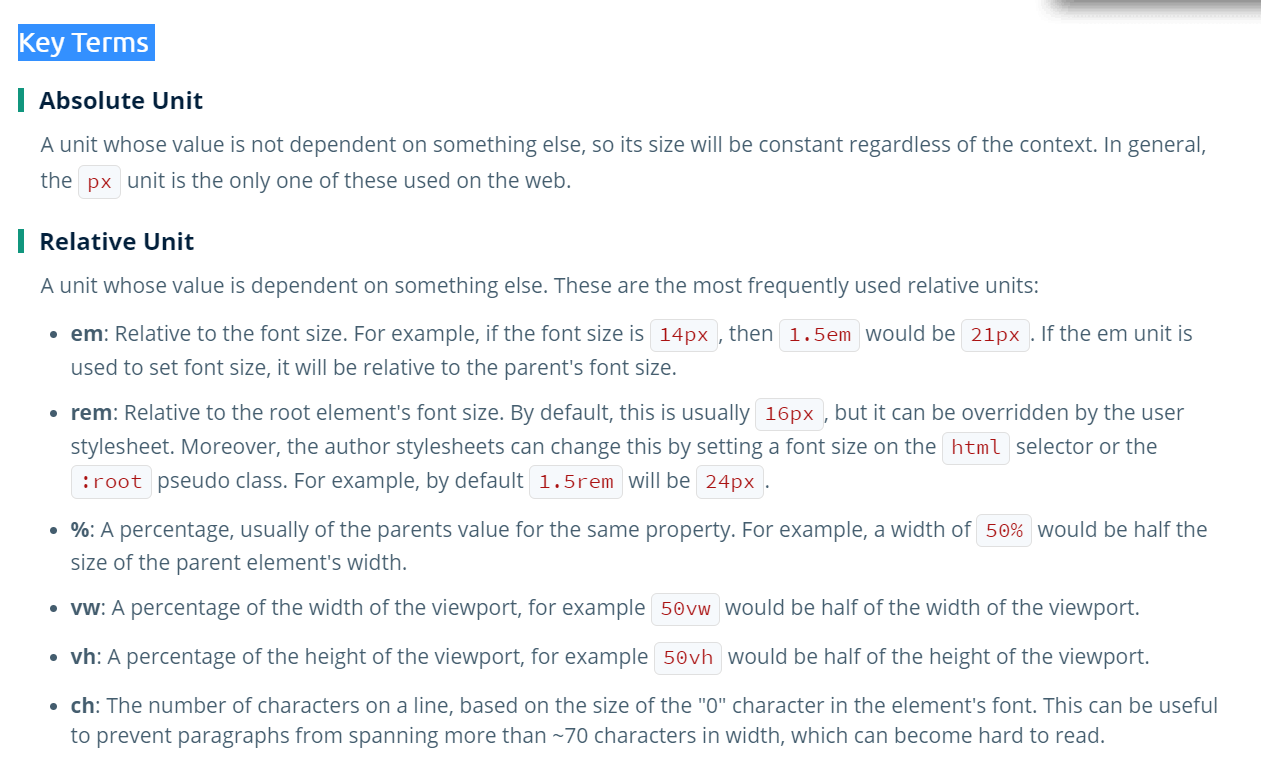 Key Terms
Absolute Unit
A unit whose value is not dependent on something else, so its size will be constant regardless of the context. In general,
the px unit is the only one of these used on the web.
Relative Unit
A unit whose value is dependent on something else. These are the most frequently used relative units:
• em: Relative to the font size. For example, if the font size is 14px, then 1.5em would be 21px. If the em unit is
used to set font size, it will be relative to the parent's font size.
• rem: Relative to the root element's font size. By default, this is usually 16px, but it can be overridden by the user
stylesheet. Moreover, the author stylesheets can change this by setting a font size on the html selector or the
:root pseudo class. For example, by default 1.5rem will be 24px.
• %: A percentage, usually of the parents value for the same property. For example, a width of 50% would be half the
size of the parent element's width.
• vw: A percentage of the width of the viewport, for example 50vw would be half of the width of the viewport.
• vh: A percentage of the height of the viewport, for example 50vh would be half of the height of the viewport.
• ch: The number of characters on a line, based on the size of the "0" character in the element's font. This can be useful
to prevent paragraphs from spanning more than ~70 characters in width, which can become hard to read.